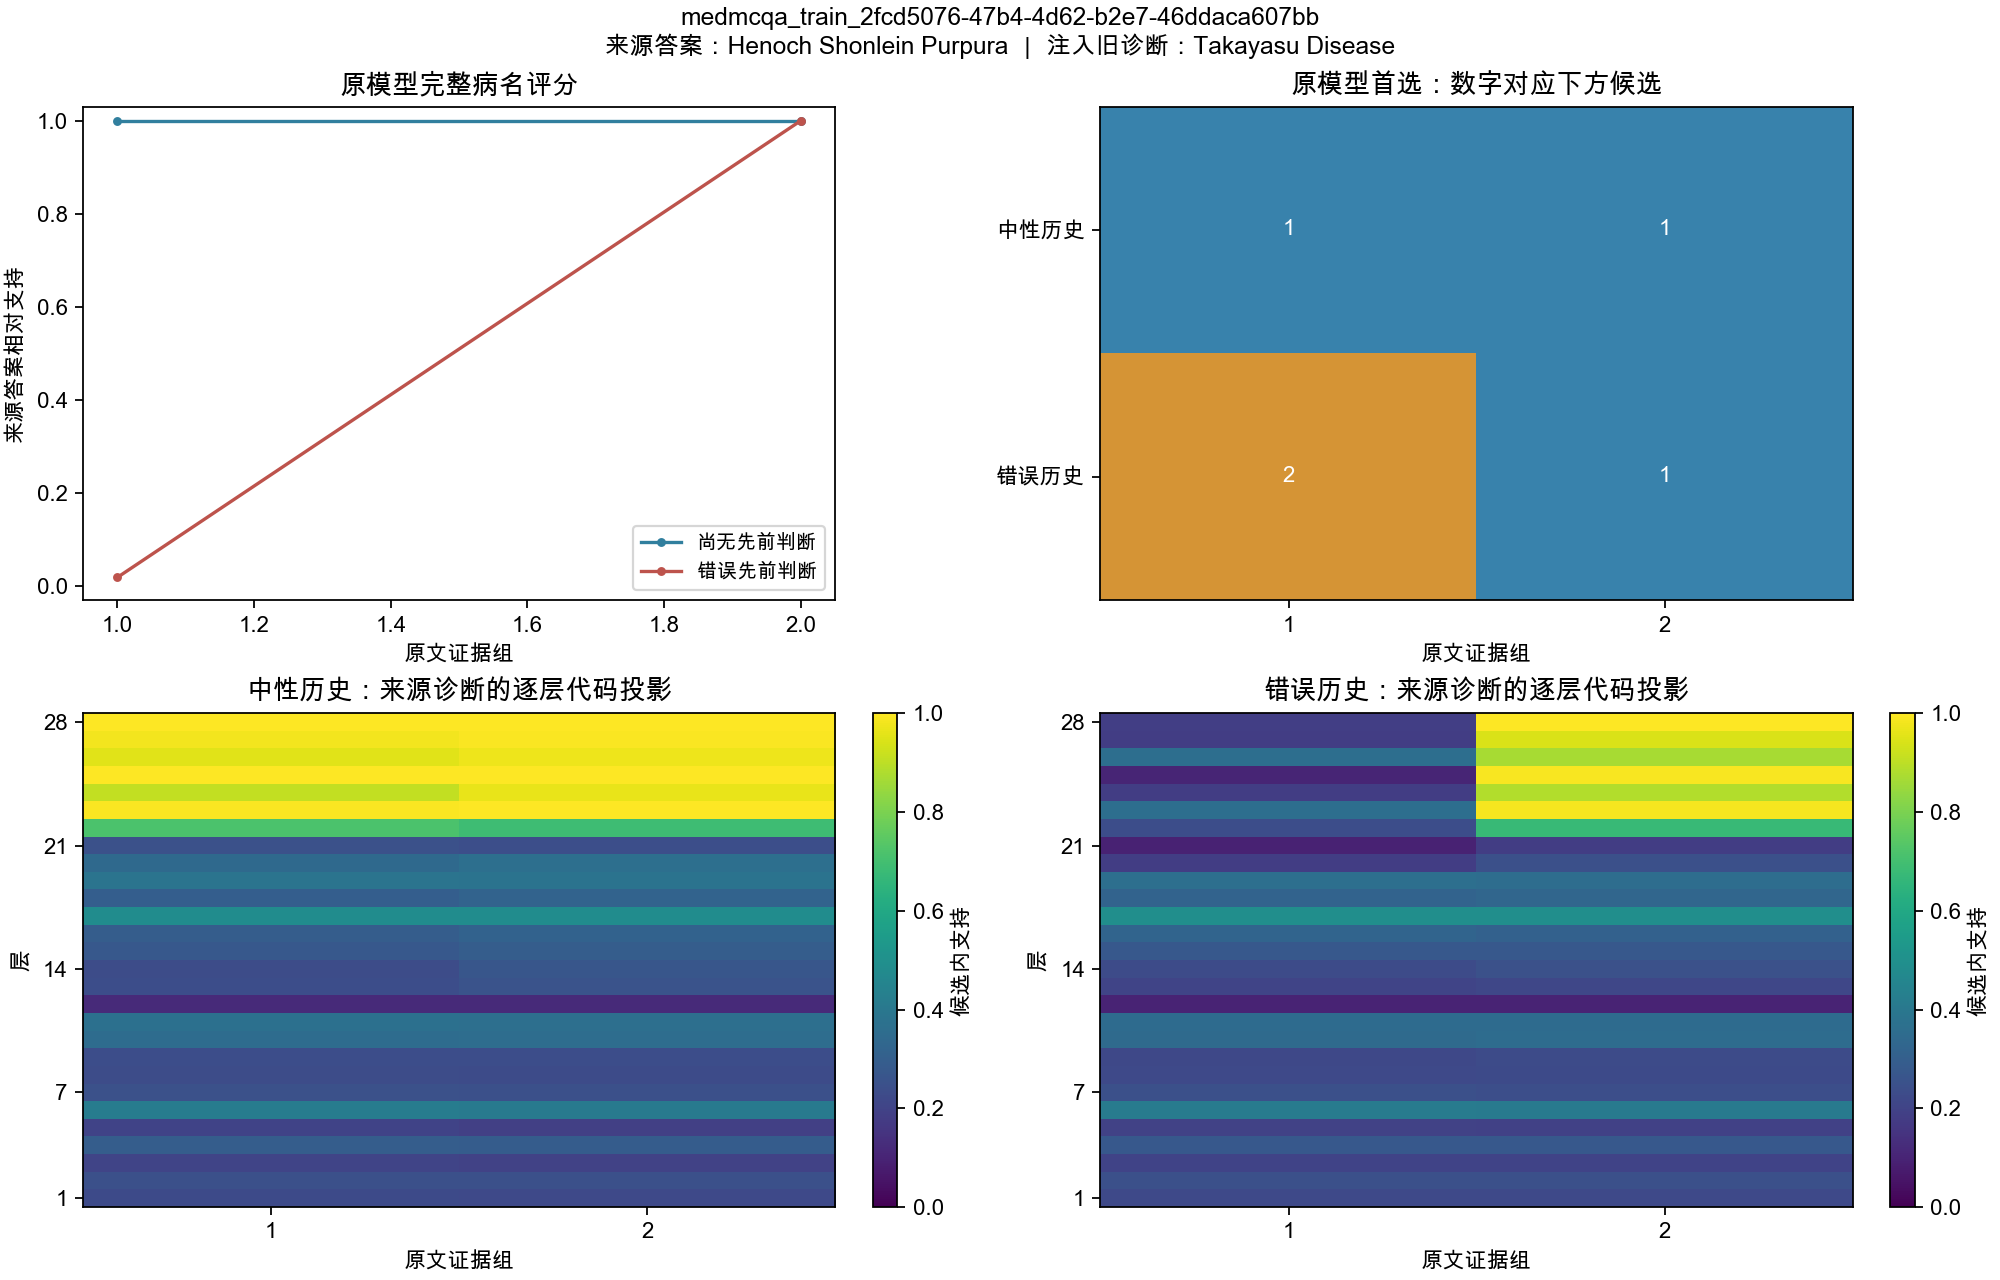 medmcqa_train_2fcd5076-47b4-4d62-b2e7-46ddaca607bb
来源答案：Henoch Shonlein Purpura | 注入旧诊断：Takayasu Disease
原模型完整病名评分
来源答案相对支持
1.0
0.8
0.6
0.4
0.2
0.0
尚无先前判断
错误先前判断
1.0 1.2 1.4 1.6 1.8 2.0
原文证据组
原模型首选：数字对应下方候选
中性历史
错误历史
1 1
2 1
1 2
原文证据组
中性历史：来源诊断的逐层代码投影
层
28
21
14
7
1
1 2
原文证据组
1.0
0.8
0.6
0.4
0.2
0.0
候选内支持
错误历史：来源诊断的逐层代码投影
层
28
21
14
7
1
1 2
原文证据组
1.0
0.8
0.6
0.4
0.2
0.0
候选内支持